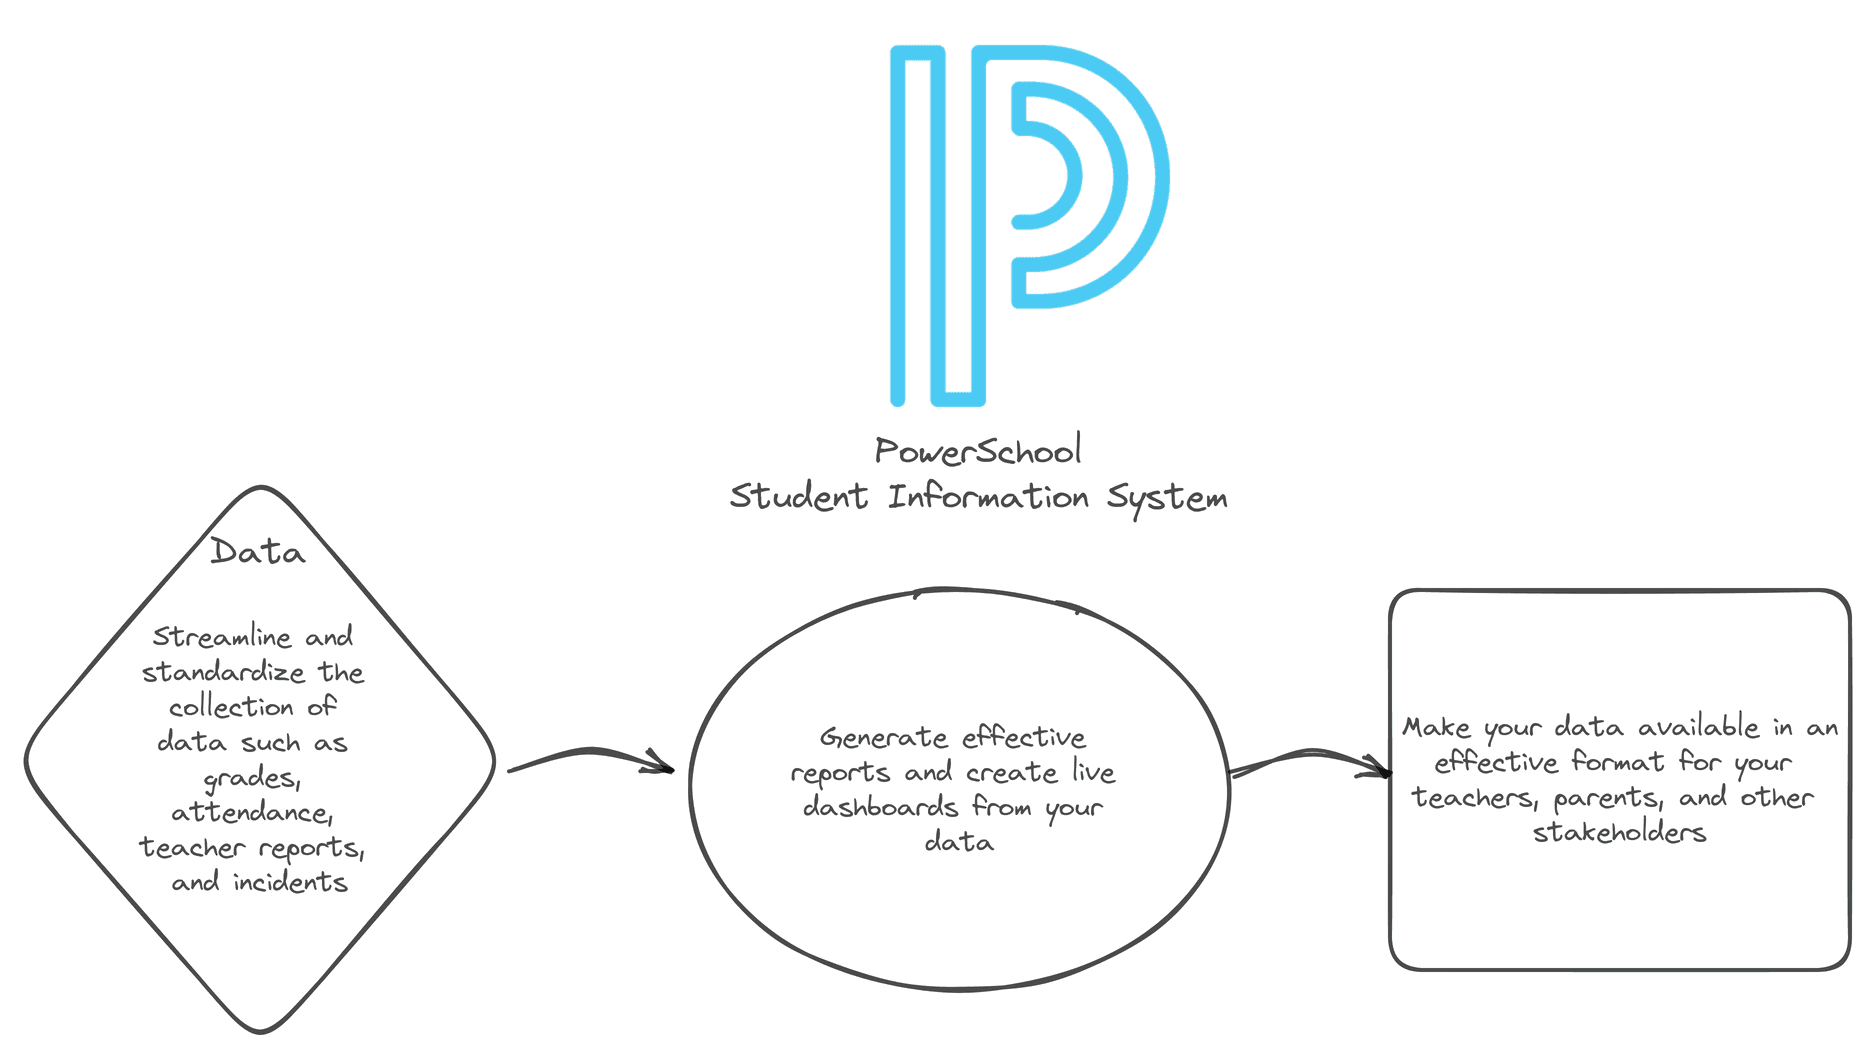 PowerSchool
Student Information System
Data
Streamline and
standardize the
collection of
data such as
grades,
attendance,
teacher reports,
and incidents
Generate effective
reports and create live
dashboards from your
data
Make your data available in an
effective format for your
teachers, parents, and other
stakeholders